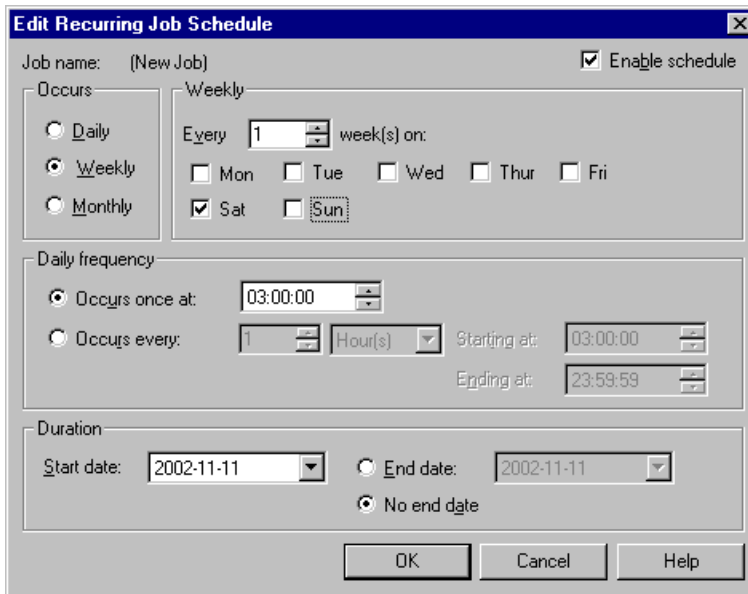 Edit Recurring Job Schedule
Job name: (New Job) Enable schedule
Occurs Weekly
Daily Every 1 week(s) on:
Weekly Mon Tue Wed Thur Fri
Monthly Sat Sun
Daily frequency
Occurs once at: 03:00:00
Occurs every: 1 Hour(s) Starting at: 03:00:00
Ending at: 23:59:59
Duration
Start date: 2002-11-11 End date: 2002-11-11
No end date
OK Cancel Help